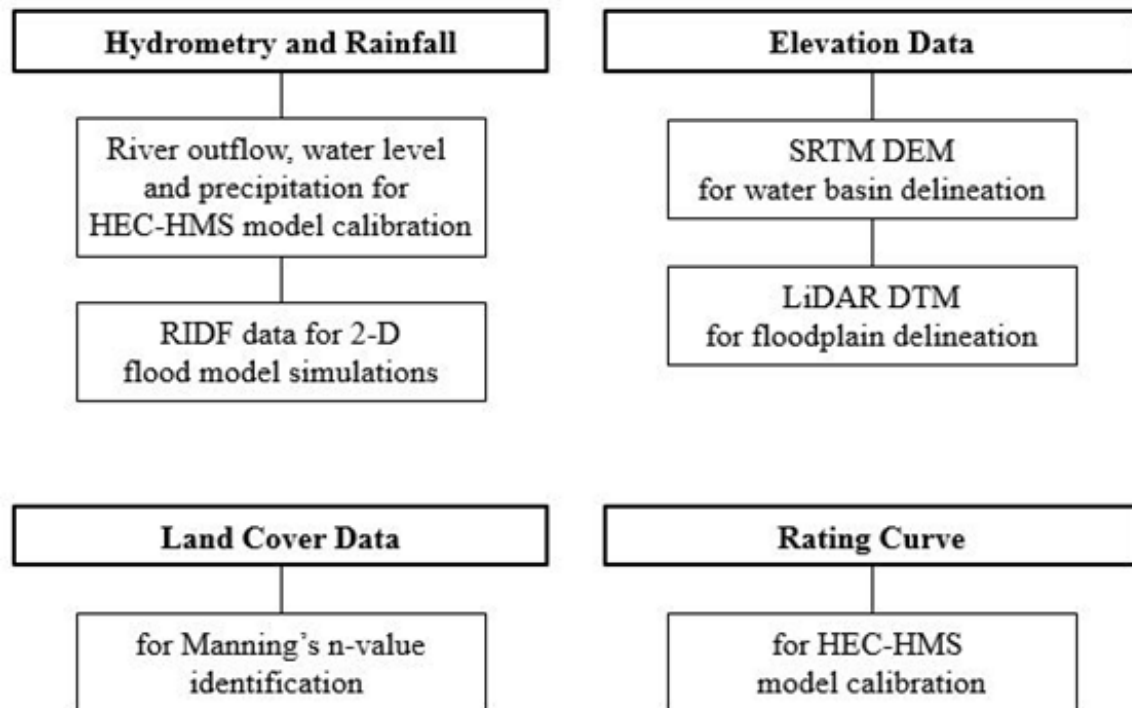 Hydrometry and Rainfall
River outflow, water level
and precipitation for
HEC-HMS model calibration
RIDF data for 2-D
flood model simulations
Elevation Data
SRTM DEM
for water basin delineation
LiDAR DTM
for floodplain delineation
Land Cover Data
for Manning’s n-value
identification
Rating Curve
for HEC-HMS
model calibration